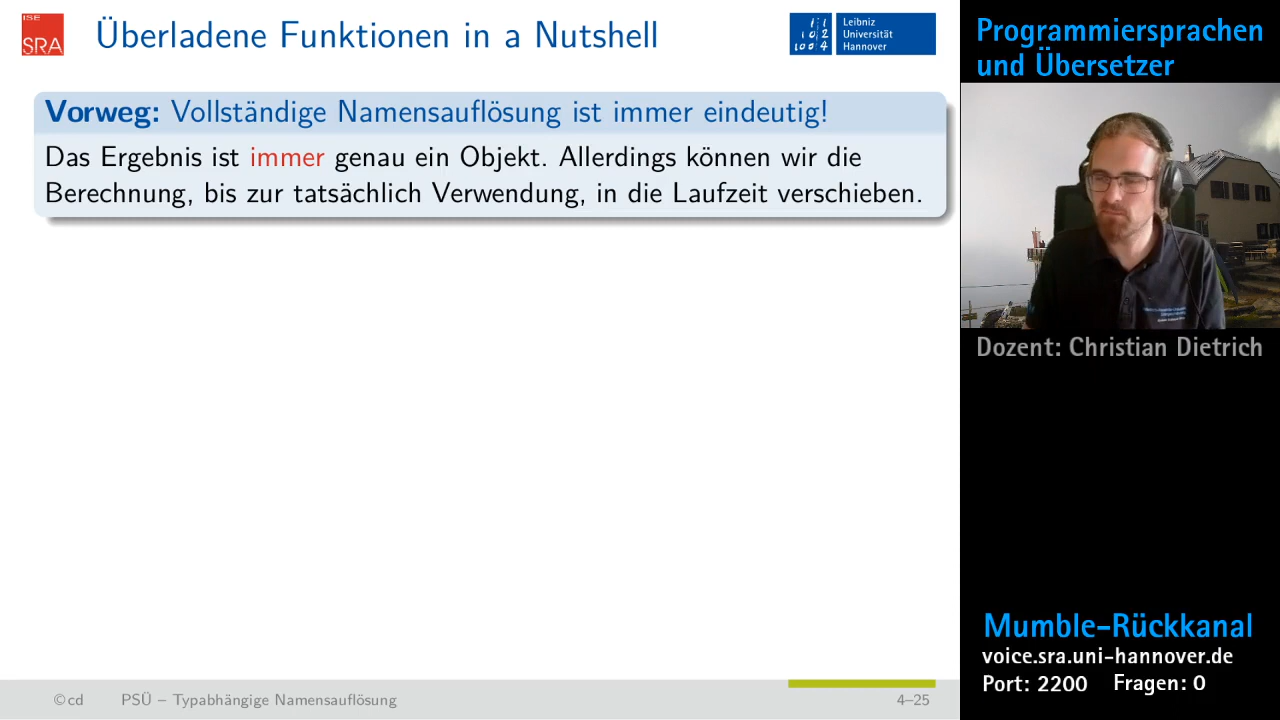 ISE
SRA
Überladene Funktionen in a Nutshell
Leibniz
Universität
Hannover
Vorweg: Vollständige Namensauflösung ist immer eindeutig!
Das Ergebnis ist immer genau ein Objekt. Allerdings können wir die
Berechnung, bis zur tatsächlich Verwendung, in die Laufzeit verschieben.
©cd PSÜ – Typabhängige Namensauflösung 4–25
Programmiersprachen
und Übersetzer
Dozent: Christian Dietrich
Mumble-Rückkanal
voice.sra.uni-hannover.de
Port: 2200 Fragen: 0